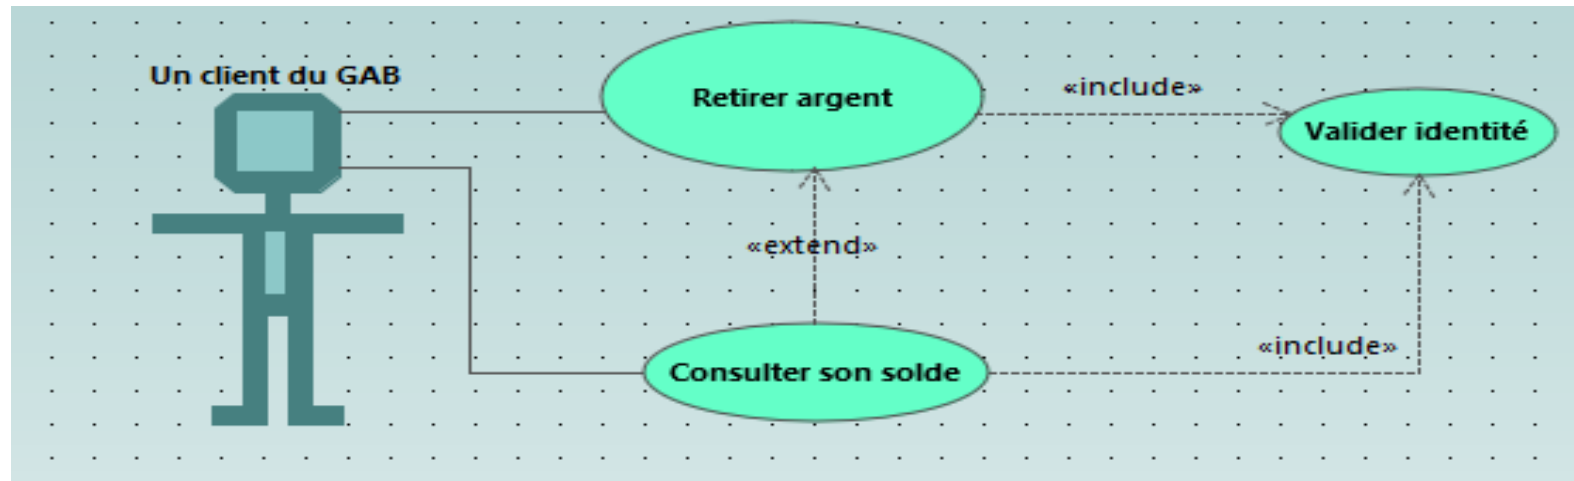 Un client du GAB
Retirer argent
«include»
Valider identité
«extend»
«include»
Consulter son solde